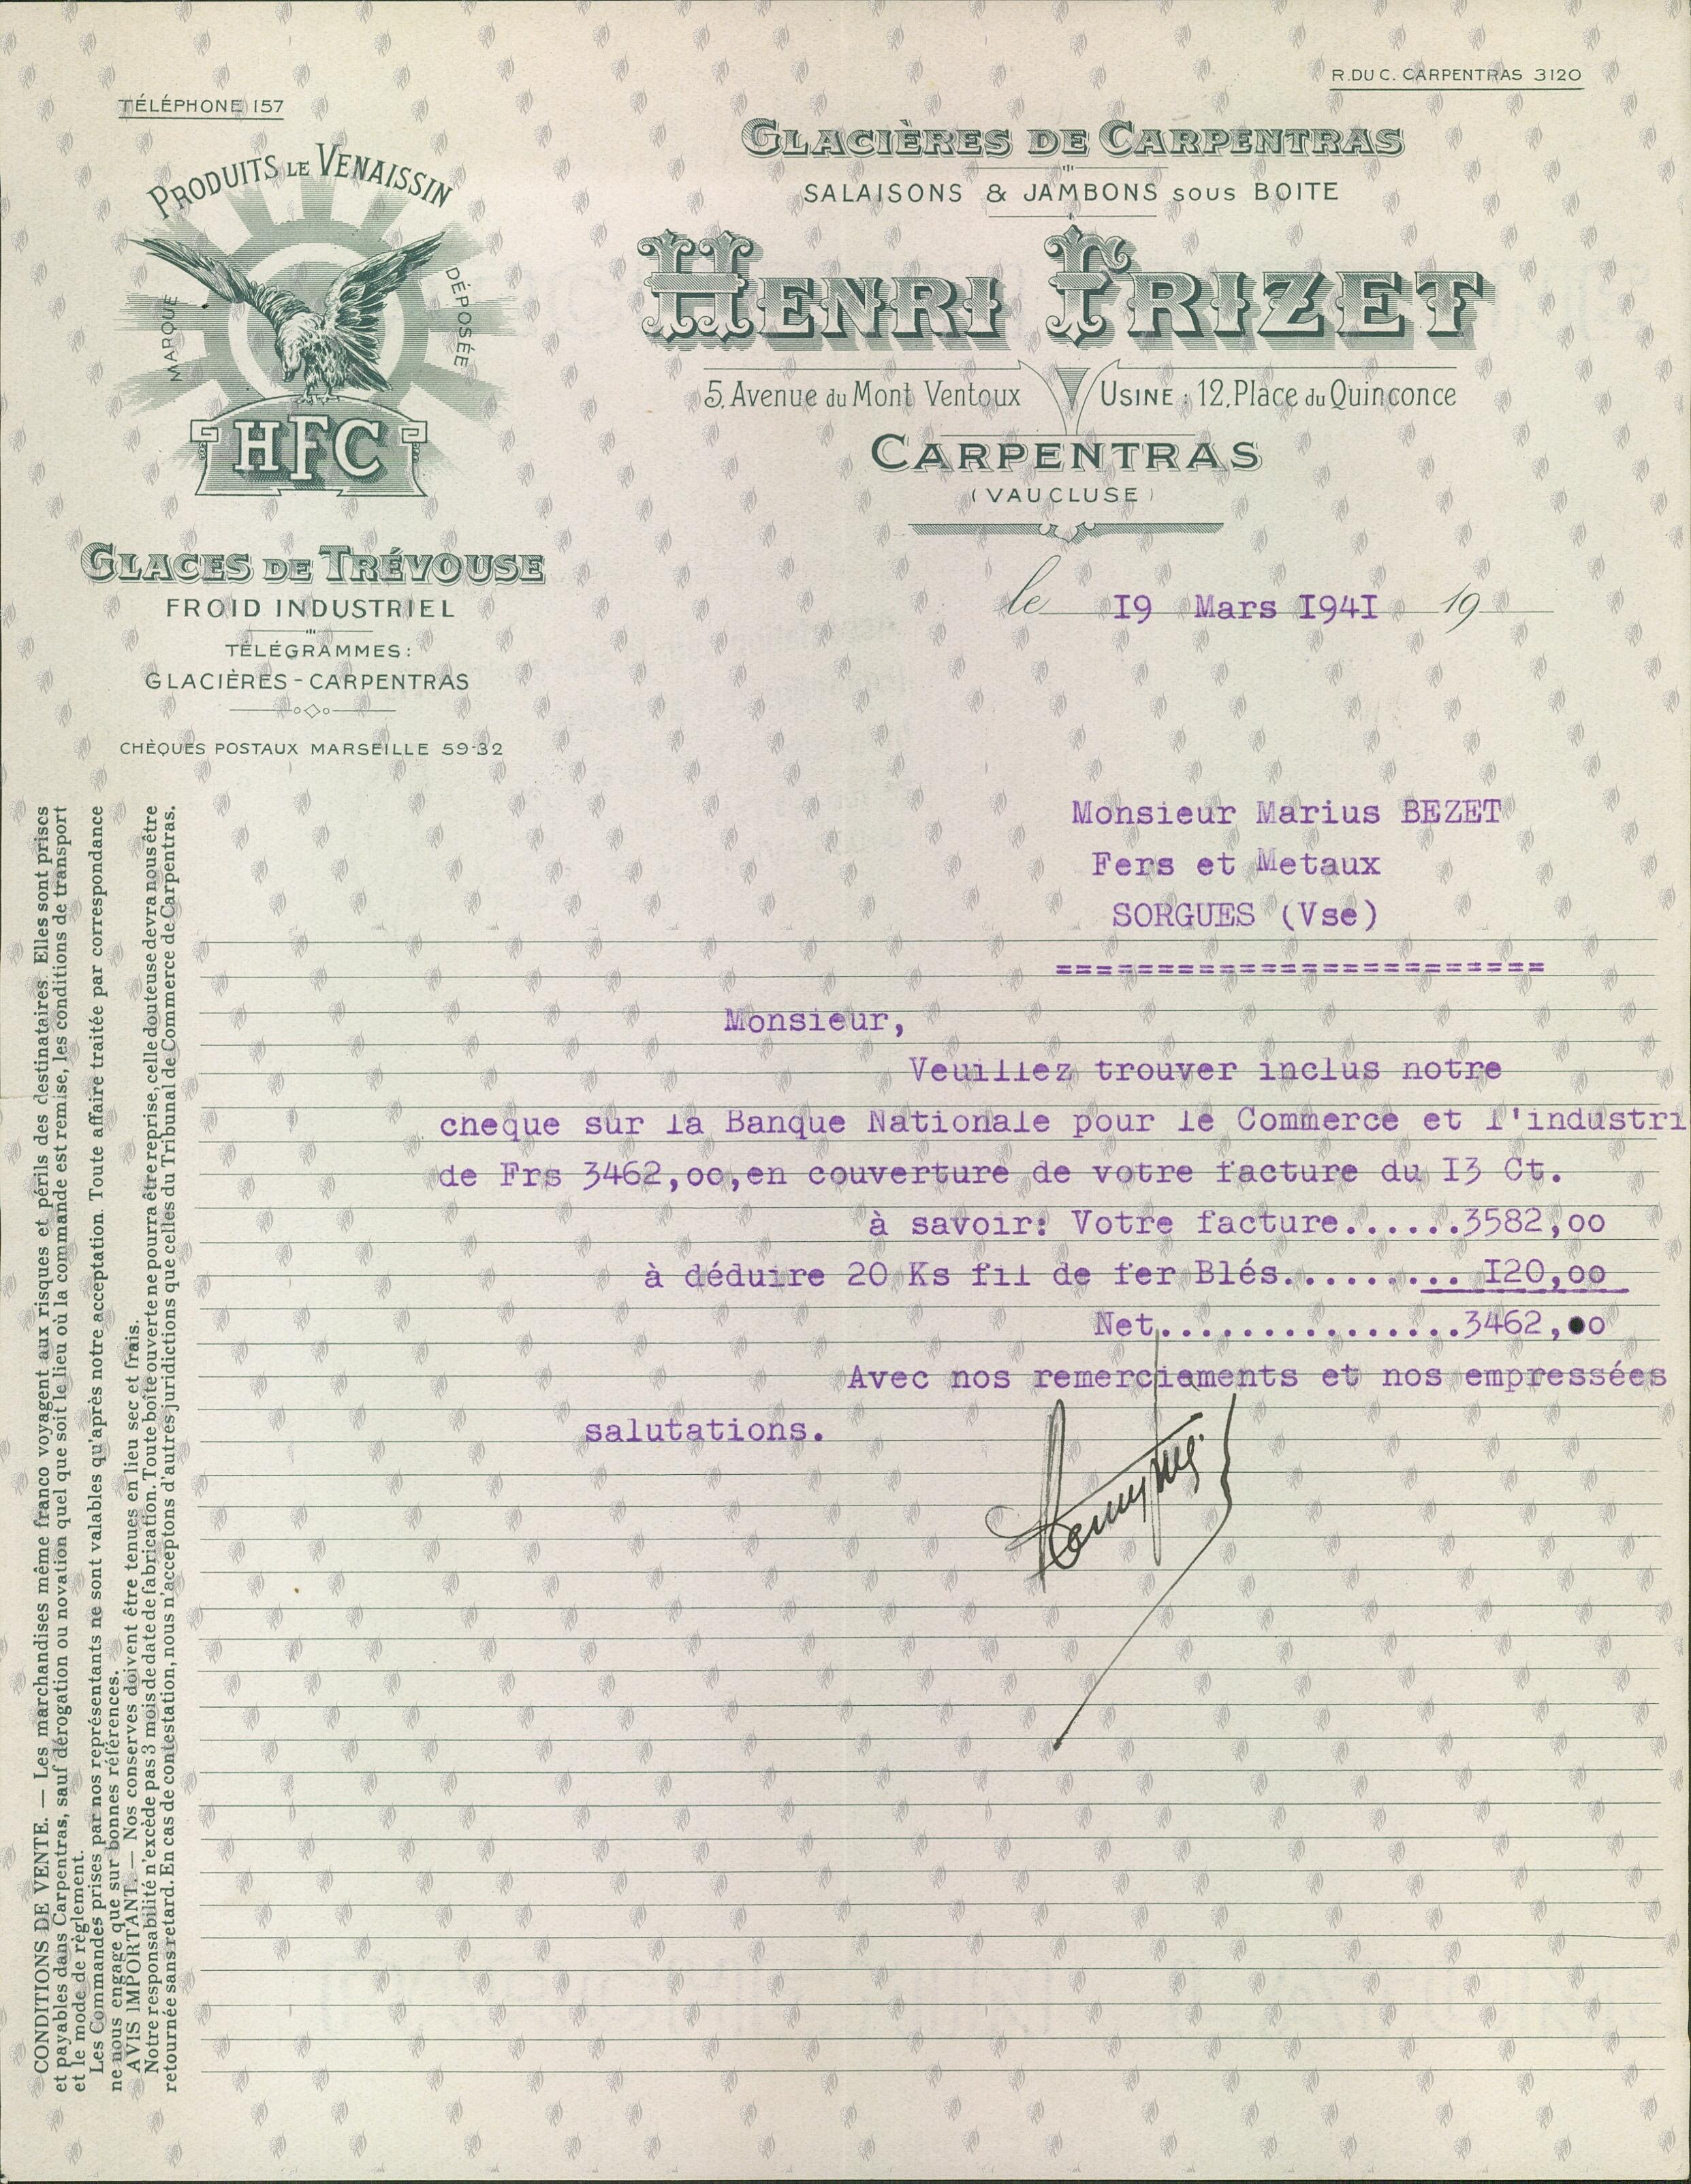 TÉLÉPHONE 157
R.DU C. CARPENTRAS 3120
PRODUITS LE VENAISSIN
MARQUE DÉPOSÉE
HFC
GLACIÈRES DE CARPENTRAS
SALAISONS & JAMBONS sous BOITE
HENRI FRIZET
5, Avenue du Mont Ventoux USINE : 12, Place du Quinconce
CARPENTRAS
(VAUCLUSE)
GLACES DE TRÉVOUSE
FROID INDUSTRIEL
TÉLÉGRAMMES:
GLACIÈRES-CARPENTRAS
CHÈQUES POSTAUX MARSEILLE 59-32
le I9 Mars I94I 19
Monsieur Marius BEZET
Fers et Metaux
SORGUES (Vse)
========================
Monsieur,
Veuillez trouver inclus notre
cheque sur la Banque Nationale pour le Commerce et l'industri
de Frs 3462,oo,en couverture de votre facture du I3 Ct.
à savoir: Votre facture......3582,oo
à déduire 20 Ks fil de fer Blés......... I20,oo
Net...............3462,oo
Avec nos remerciements et nos empressées
salutations.
CONDITIONS DE VENTE. — Les marchandises même franco voyagent aux risques et périls des destinataires. Elles sont prises
et payables dans Carpentras, sauf dérogation ou novation quel que soit le lieu où la commande est remise, les conditions de transport
et le mode de règlement.
Les Commandes prises par nos représentants ne sont valables qu'après notre acceptation. Toute affaire traitée par correspondance
ne nous engage que sur bonnes références.
AVIS IMPORTANT. — Nos conserves doivent être tenues en lieu sec et frais.
Notre responsabilité n'excède pas 3 mois de date de fabrication. Toute boîte ouverte ne pourra être reprise, celle douteuse devra nous être
retournée sans retard. En cas de contestation, nous n'acceptons d'autres juridictions que celles du Tribunal de Commerce de Carpentras.